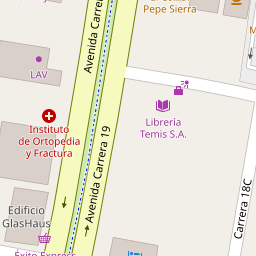 Pepe Sierra
Avenida Carrera
LAV
Instituto
de Ortopedia
y Fractura
Librería
Temis S.A.
Avenida Carrera 19
Carrera 18C
Edificio
GlasHaus
Éxito Express